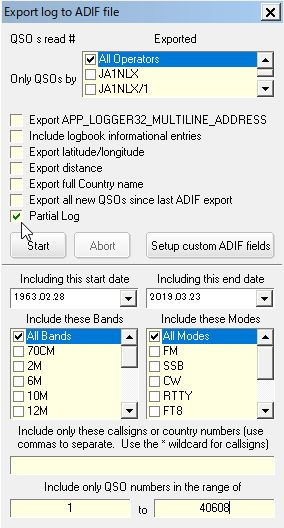 Export log to ADIF file
QSO s read # Exported
Only QSOs by
All Operators
JA1NLX
JA1NLX/1
Export APP_LOGGER32_MULTILINE_ADDRESS
Include logbook informational entries
Export latitude/longitude
Export distance
Export full Country name
Export all new QSOs since last ADIF export
Partial Log
Start Abort Setup custom ADIF fields
Including this start date Including this end date
1963.02.28 2019.03.23
Include these Bands Include these Modes
All Bands All Modes
70CM FM
2M SSB
6M CW
10M RTTY
12M FT8
Include only these callsigns or country numbers (use
commas to separate. Use the * wildcard for callsigns)
Include only QSO numbers in the range of
1 to 40608